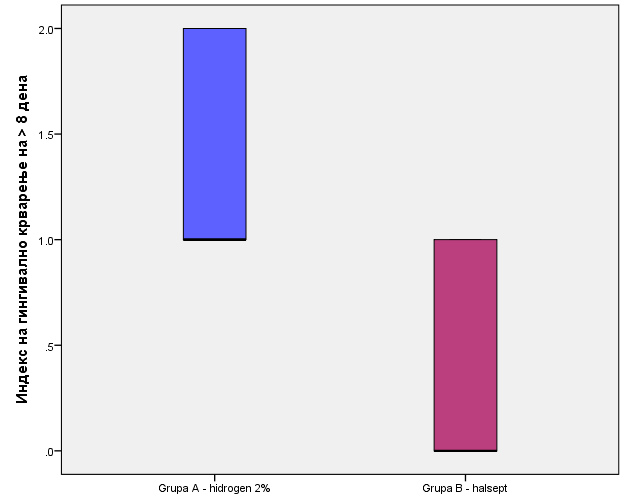 Индекс на гингивално крварење на > 8 дена
2.0
1.5
1.0
.5
.0
Grupa A - hidrogen 2%
Grupa B - halsept